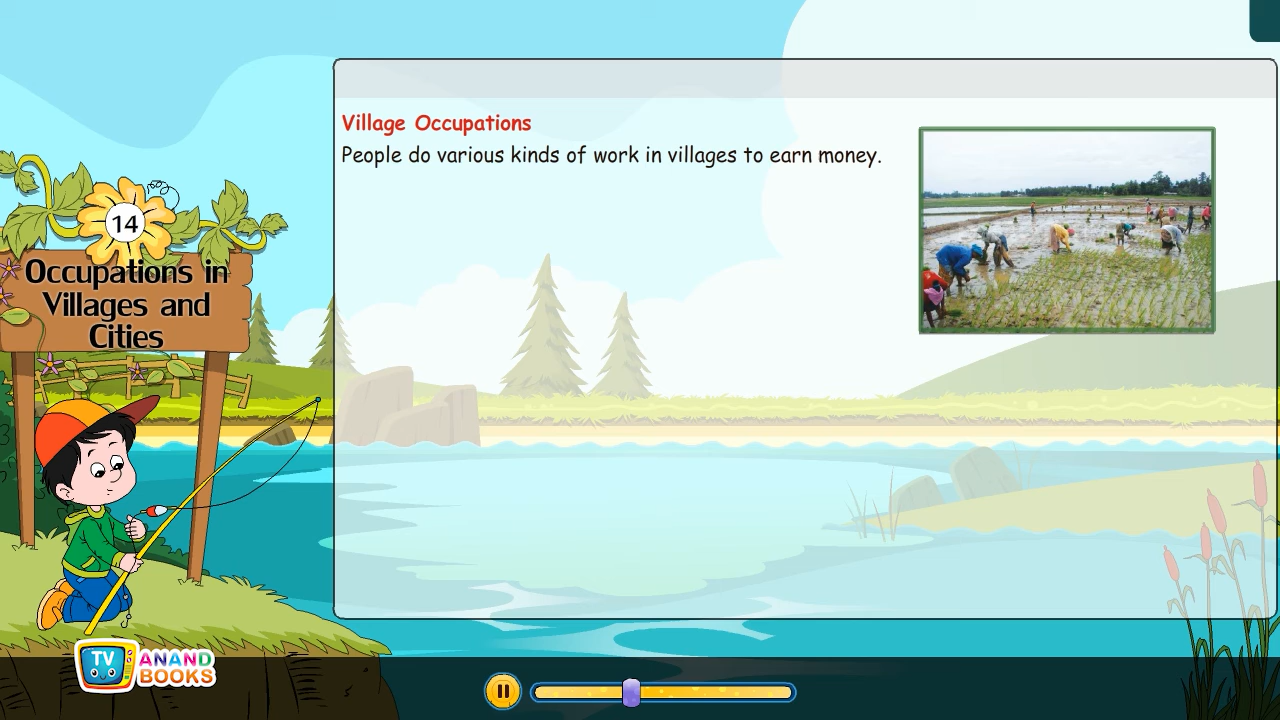 Village Occupations
People do various kinds of work in villages to earn money.
14
Occupations in
Villages and
Cities
TV
ANAND
BOOKS